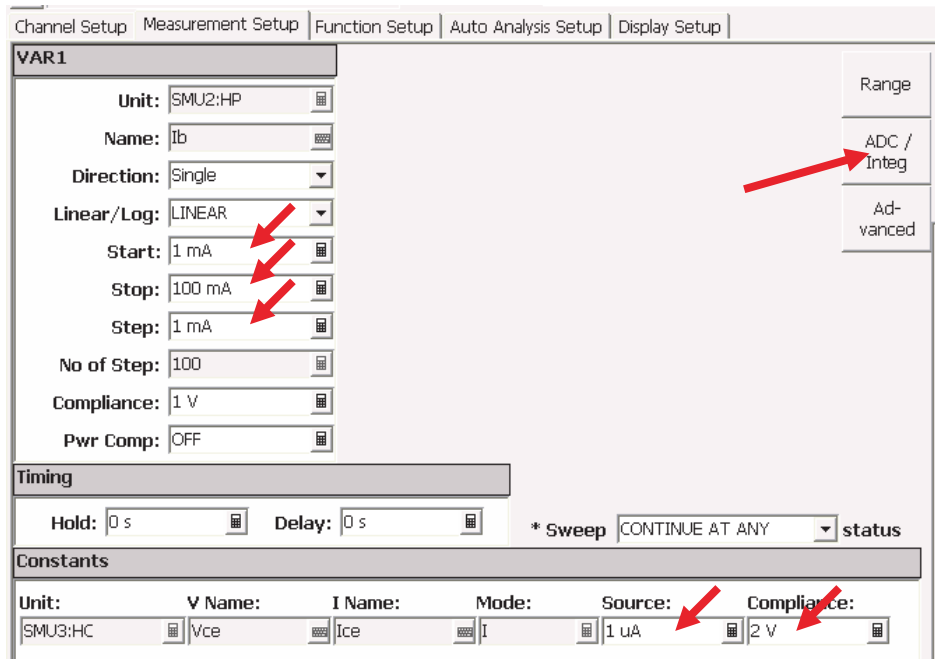 Channel Setup Measurement Setup Function Setup Auto Analysis Setup Display Setup
VAR1
Unit: SMU2:HP
Name: Ib
Direction: Single
Linear/Log: LINEAR
Start: 1 mA
Stop: 100 mA
Step: 1 mA
No of Step: 100
Compliance: 1 V
Pwr Comp: OFF
Range
ADC /
Integ
Ad-
vanced
Timing
Hold: 0 s Delay: 0 s * Sweep CONTINUE AT ANY status
Constants
Unit: V Name: I Name: Mode: Source: Compliance:
SMU3:HC Vce Ice I 1 uA 2 V